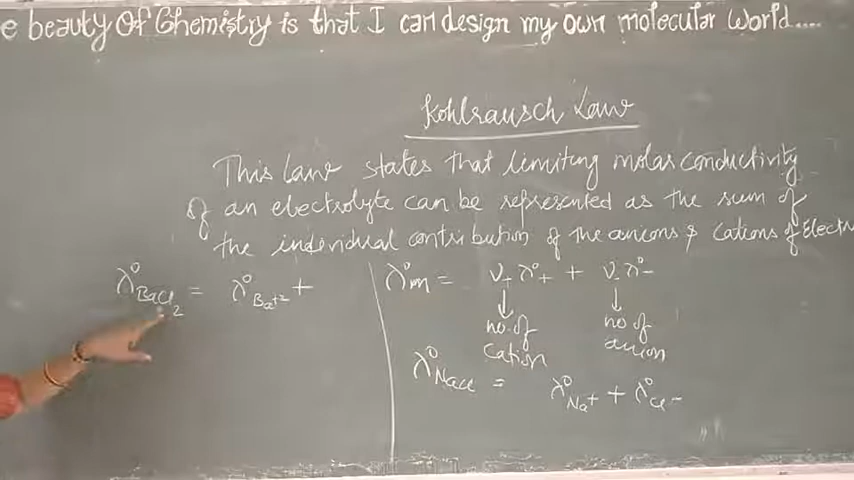 e beauty Of Chemistry is that I can design my own molecular World....
Kohlrausch Law
This Law states that limiting molar conductivity
Of an electrolyte can be represented as the sum of
the individual contribution of the anions & cations of Electr
λ°BaCl₂ = λ°Ba+2 +
λ°m = ν+ λ°+ + ν- λ°-
no. of cation
no of anion
λ°NaCl = λ°Na+ + λ°Cl-